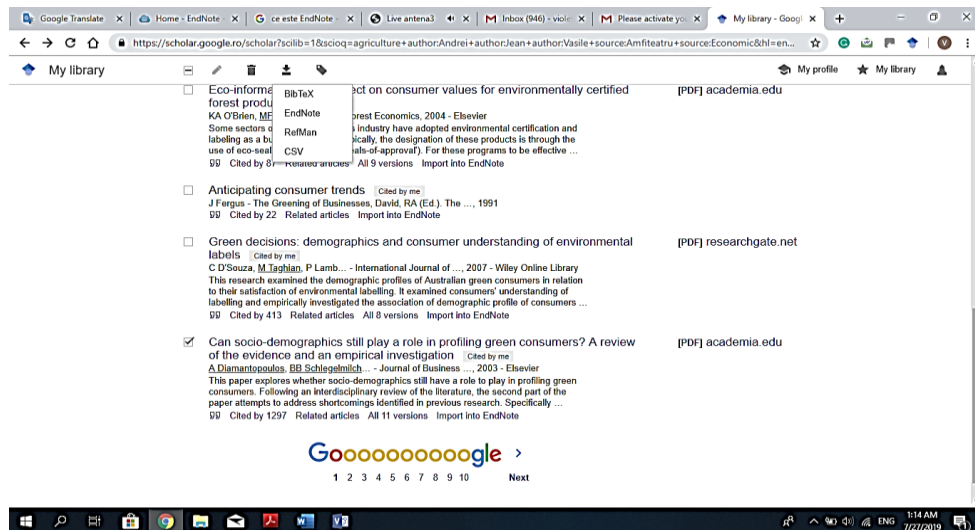 Google Translate
Home - EndNote -
ce este EndNote -
Live antena3
Inbox (946) - viole
Please activate you
My library - Googl
https://scholar.google.ro/scholar?scilib=1&scioq=agriculture+author:Andrei+author:Jean+author:Vasile+source:Amfiteatru+source:Economic&hl=en...
My library
My profile
My library
BibTeX
EndNote
RefMan
CSV
Eco-informa ect on consumer values for environmentally certified [PDF] academia.edu
forest produ
KA O'Brien, orest Economics, 2004 - Elsevier
Some sectors o s industry have adopted environmental certification and
labeling as a bu pically, the designation of these products is through the
use of eco-seal als-of-approval'). For these programs to be effective ...
Cited by 87 Related articles All 9 versions Import into EndNote
Anticipating consumer trends Cited by me
J Fergus - The Greening of Businesses, David, RA (Ed.). The ..., 1991
Cited by 22 Related articles Import into EndNote
Green decisions: demographics and consumer understanding of environmental [PDF] researchgate.net
labels Cited by me
C D'Souza, M Taghian, P Lamb... - International Journal of ..., 2007 - Wiley Online Library
This research examined the demographic profiles of Australian green consumers in relation
to their satisfaction of environmental labelling. It examined consumers' understanding of
labelling and empirically investigated the association of demographic profile of consumers ...
Cited by 413 Related articles All 8 versions Import into EndNote
Can socio-demographics still play a role in profiling green consumers? A review [PDF] academia.edu
of the evidence and an empirical investigation Cited by me
A Diamantopoulos, BB Schlegelmilch... - Journal of Business ..., 2003 - Elsevier
This paper explores whether socio-demographics still have a role to play in profiling green
consumers. Following an interdisciplinary review of the literature, the second part of the
paper attempts to address shortcomings identified in previous research. Specifically ...
Cited by 1297 Related articles All 11 versions Import into EndNote
Goooooooooogle
1 2 3 4 5 6 7 8 9 10 Next
ENG
1:14 AM
7/27/2019